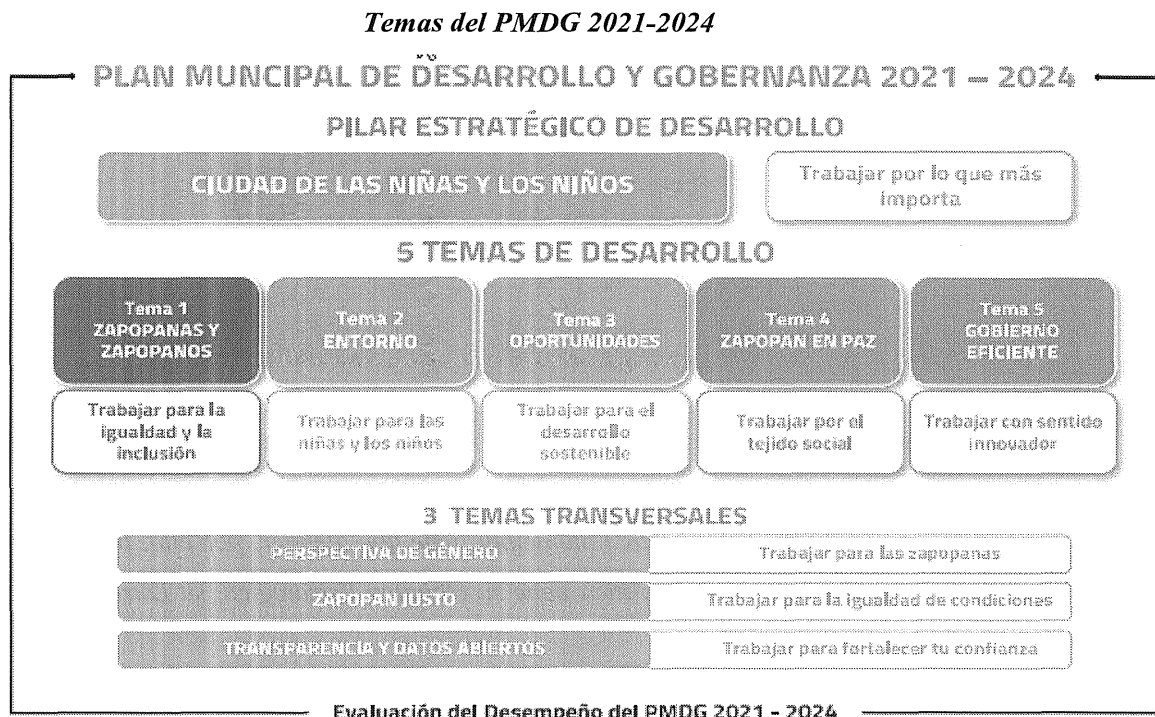 Temas del PMDG 2021-2024
PLAN MUNCIPAL DE DESARROLLO Y GOBERNANZA 2021 – 2024
PILAR ESTRATÉGICO DE DESARROLLO
CIUDAD DE LAS NIÑAS Y LOS NIÑOS
Trabajar por lo que más
importa
5 TEMAS DE DESARROLLO
Tema 1
ZAPOPANAS Y
ZAPOPANOS
Trabajar para la
igualdad y la
inclusión
Tema 2
ENTORNO
Trabajar para las
niñas y los niños
Tema 3
OPORTUNIDADES
Trabajar para el
desarrollo
sostenible
Tema 4
ZAPOPAN EN PAZ
Trabajar por el
tejido social
Tema 5
GOBIERNO
EFICIENTE
Trabajar con sentido
innovador
3 TEMAS TRANSVERSALES
PERSPECTIVA DE GÉNERO
Trabajar para las zapopanas
ZAPOPAN JUSTO
Trabajar para la igualdad de condiciones
TRANSPARENCIA Y DATOS ABIERTOS
Trabajar para fortalecer tu confianza
Evaluación del Desempeño del PMDG 2021 - 2024